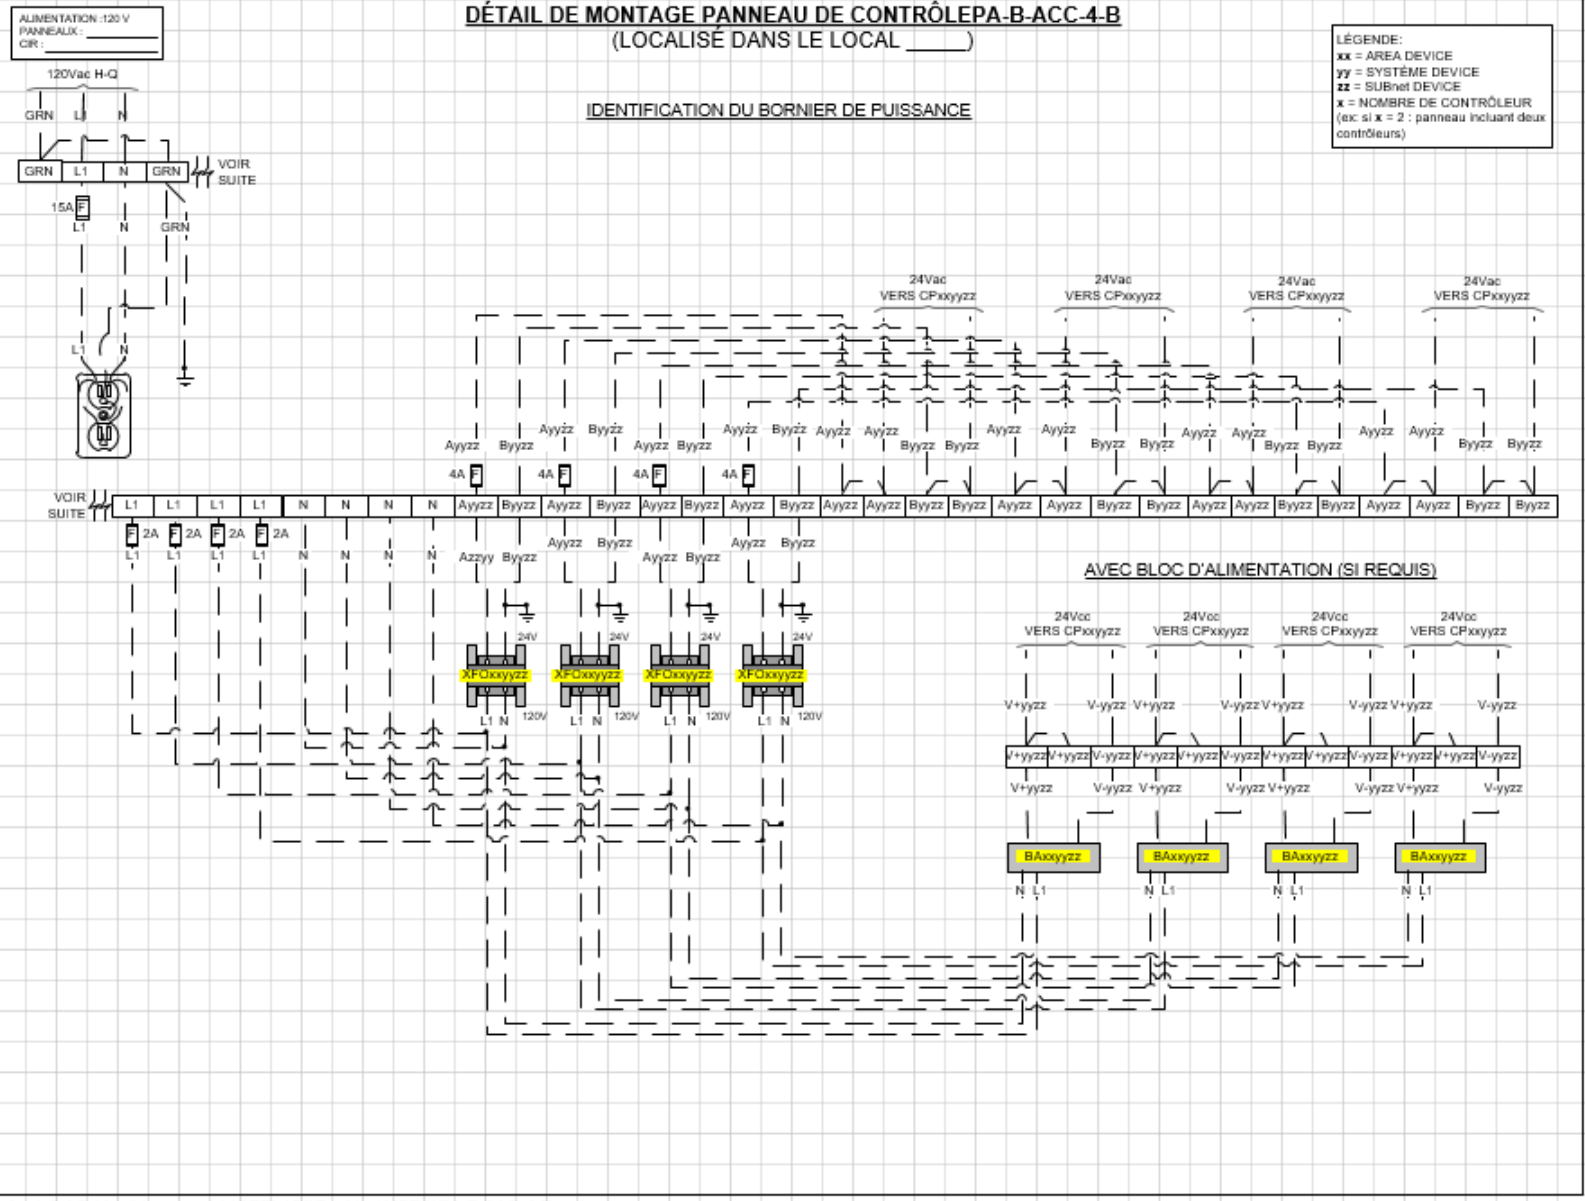 ALIMENTATION :120 V
PANNEAUX :
CIR :
DÉTAIL DE MONTAGE PANNEAU DE CONTRÔLEPA-B-ACC-4-B
(LOCALISÉ DANS LE LOCAL _____)
LÉGENDE:
xx = AREA DEVICE
yy = SYSTÈME DEVICE
zz = SUBnet DEVICE
x = NOMBRE DE CONTRÔLEUR
(ex: si x = 2 : panneau incluant deux
contrôleurs)
120Vac H-Q
GRN L1 N
IDENTIFICATION DU BORNIER DE PUISSANCE
GRN L1 N GRN
VOIR
SUITE
15A F
L1 N GRN
L1 N
24Vac
VERS CPxxyyzz
24Vac
VERS CPxxyyzz
24Vac
VERS CPxxyyzz
24Vac
VERS CPxxyyzz
Ayyzz Byyzz Ayyzz Byyzz Ayyzz Byyzz Ayyzz Byyzz Ayyzz Ayyzz Byyzz Byyzz Ayyzz Ayyzz Byyzz Byyzz Ayyzz Ayyzz Byyzz Byyzz Ayyzz Ayyzz Byyzz Byyzz
4A F 4A F 4A F 4A F
VOIR
SUITE
L1 L1 L1 L1 N N N N Ayyzz Byyzz Ayyzz Byyzz Ayyzz Byyzz Ayyzz Byyzz Ayyzz Ayyzz Byyzz Byyzz Ayyzz Ayyzz Byyzz Byyzz Ayyzz Ayyzz Byyzz Byyzz Ayyzz Ayyzz Byyzz Byyzz
F 2A F 2A F 2A F 2A
L1 L1 L1 L1 N N N N Azzyy Byyzz Ayyzz Byyzz Ayyzz Byyzz Ayyzz Byyzz
24V 24V 24V 24V
XFOxxyyzz XFOxxyyzz XFOxxyyzz XFOxxyyzz
L1 N 120V L1 N 120V L1 N 120V L1 N 120V
AVEC BLOC D'ALIMENTATION (SI REQUIS)
24Vcc
VERS CPxxyyzz
24Vcc
VERS CPxxyyzz
24Vcc
VERS CPxxyyzz
24Vcc
VERS CPxxyyzz
V+yyzz V-yyzz V+yyzz V-yyzz V+yyzz V-yyzz V+yyzz V-yyzz
V+yyzz V+yyzz V-yyzz V+yyzz V+yyzz V-yyzz V+yyzz V+yyzz V-yyzz V+yyzz V+yyzz V-yyzz
V+yyzz V-yyzz V+yyzz V-yyzz V+yyzz V-yyzz V+yyzz V-yyzz
BAxxyyzz BAxxyyzz BAxxyyzz BAxxyyzz
N L1 N L1 N L1 N L1